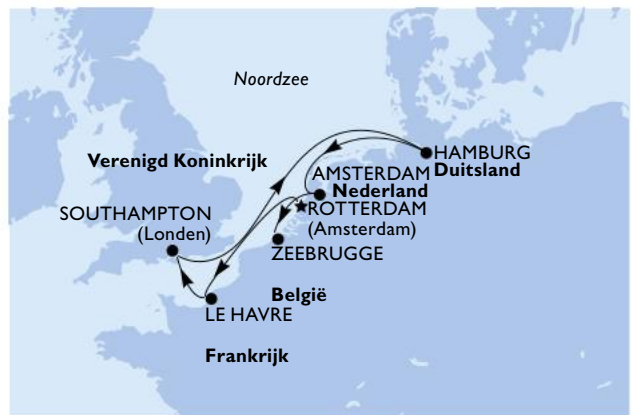 Noordzee
HAMBURG
Duitsland
Verenigd Koninkrijk
AMSTERDAM
Nederland
ROTTERDAM
(Amsterdam)
SOUTHAMPTON
(Londen)
ZEEBRUGGE
België
LE HAVRE
Frankrijk